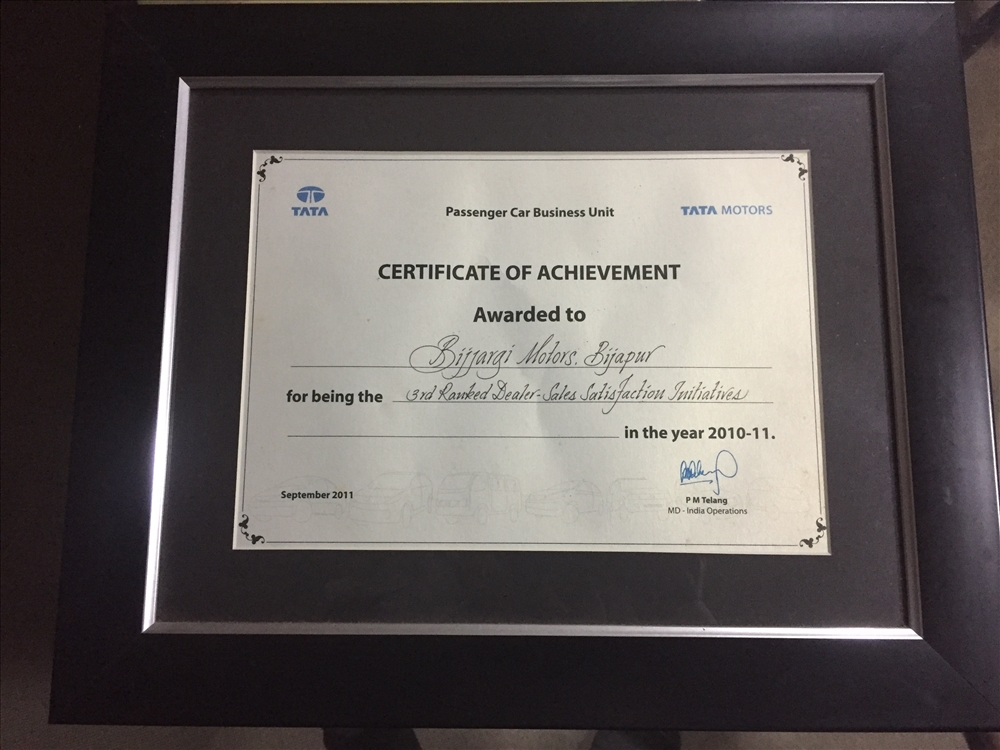 TATA
Passenger Car Business Unit
TATA MOTORS
CERTIFICATE OF ACHIEVEMENT
Awarded to
Bijjargi Motors, Bijapur
for being the 3rd Ranked Dealer-Sales Satisfaction Initiatives
in the year 2010-11.
September 2011
P M Telang
MD - India Operations